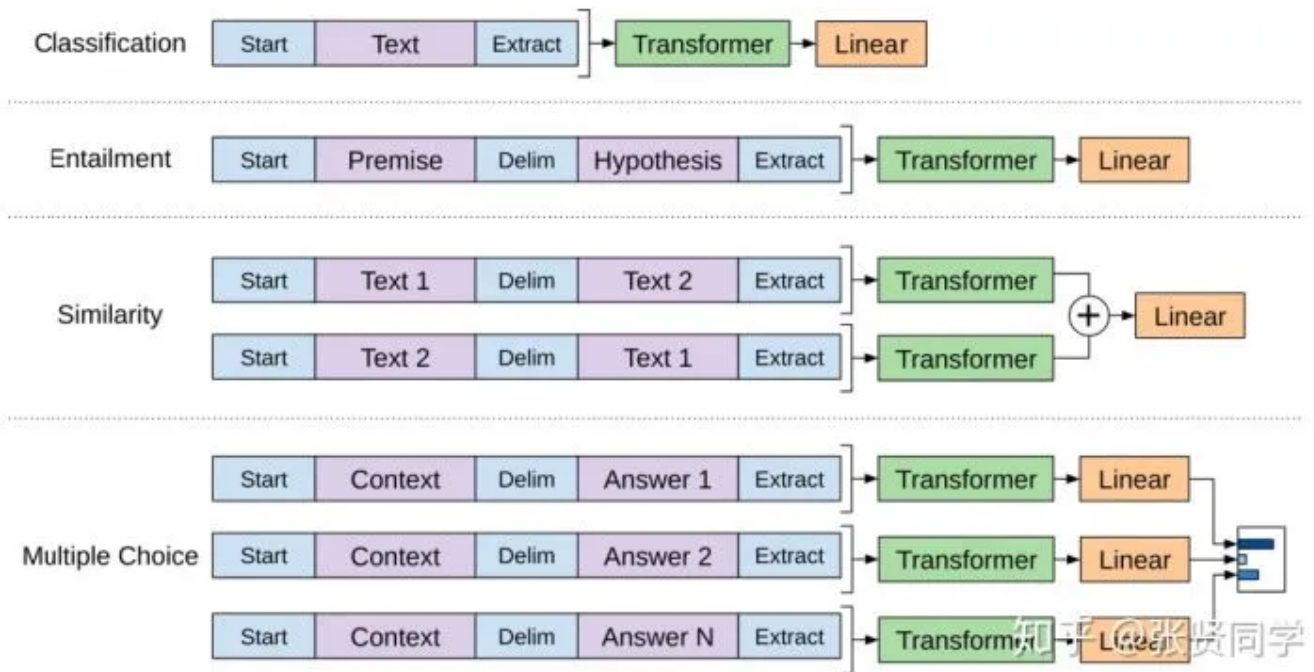 Classification Start Text Extract Transformer Linear
Entailment Start Premise Delim Hypothesis Extract Transformer Linear
Start Text 1 Delim Text 2 Extract Transformer
Similarity Linear
Start Text 2 Delim Text 1 Extract Transformer
Start Context Delim Answer 1 Extract Transformer Linear
Multiple Choice Start Context Delim Answer 2 Extract Transformer Linear
Start Context Delim Answer N Extract Transformer Linear
知乎 @张贤同学